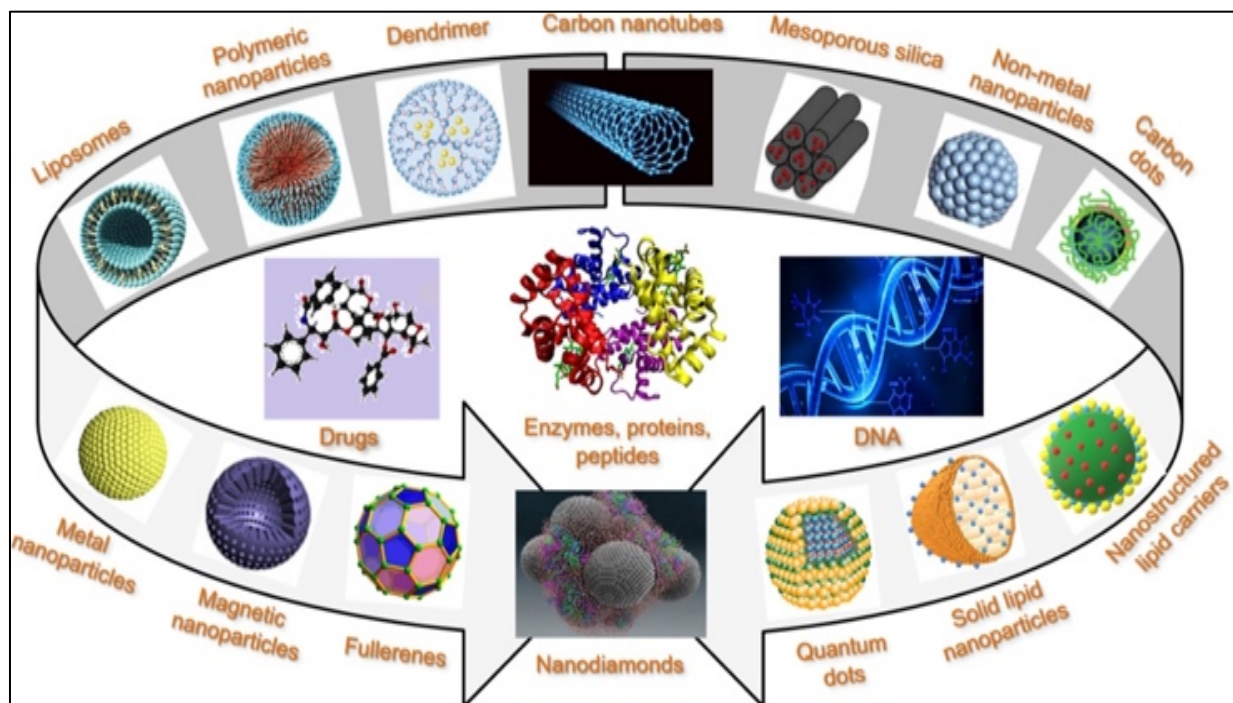 Liposomes
Polymeric
nanoparticles
Dendrimer
Carbon nanotubes
Mesoporous silica
Non-metal
nanoparticles
Carbon
dots
Drugs
Enzymes, proteins,
peptides
DNA
Metal
nanoparticles
Magnetic
nanoparticles
Fullerenes
Nanodiamonds
Quantum
dots
Solid lipid
nanoparticles
Nanostructured
lipid carriers